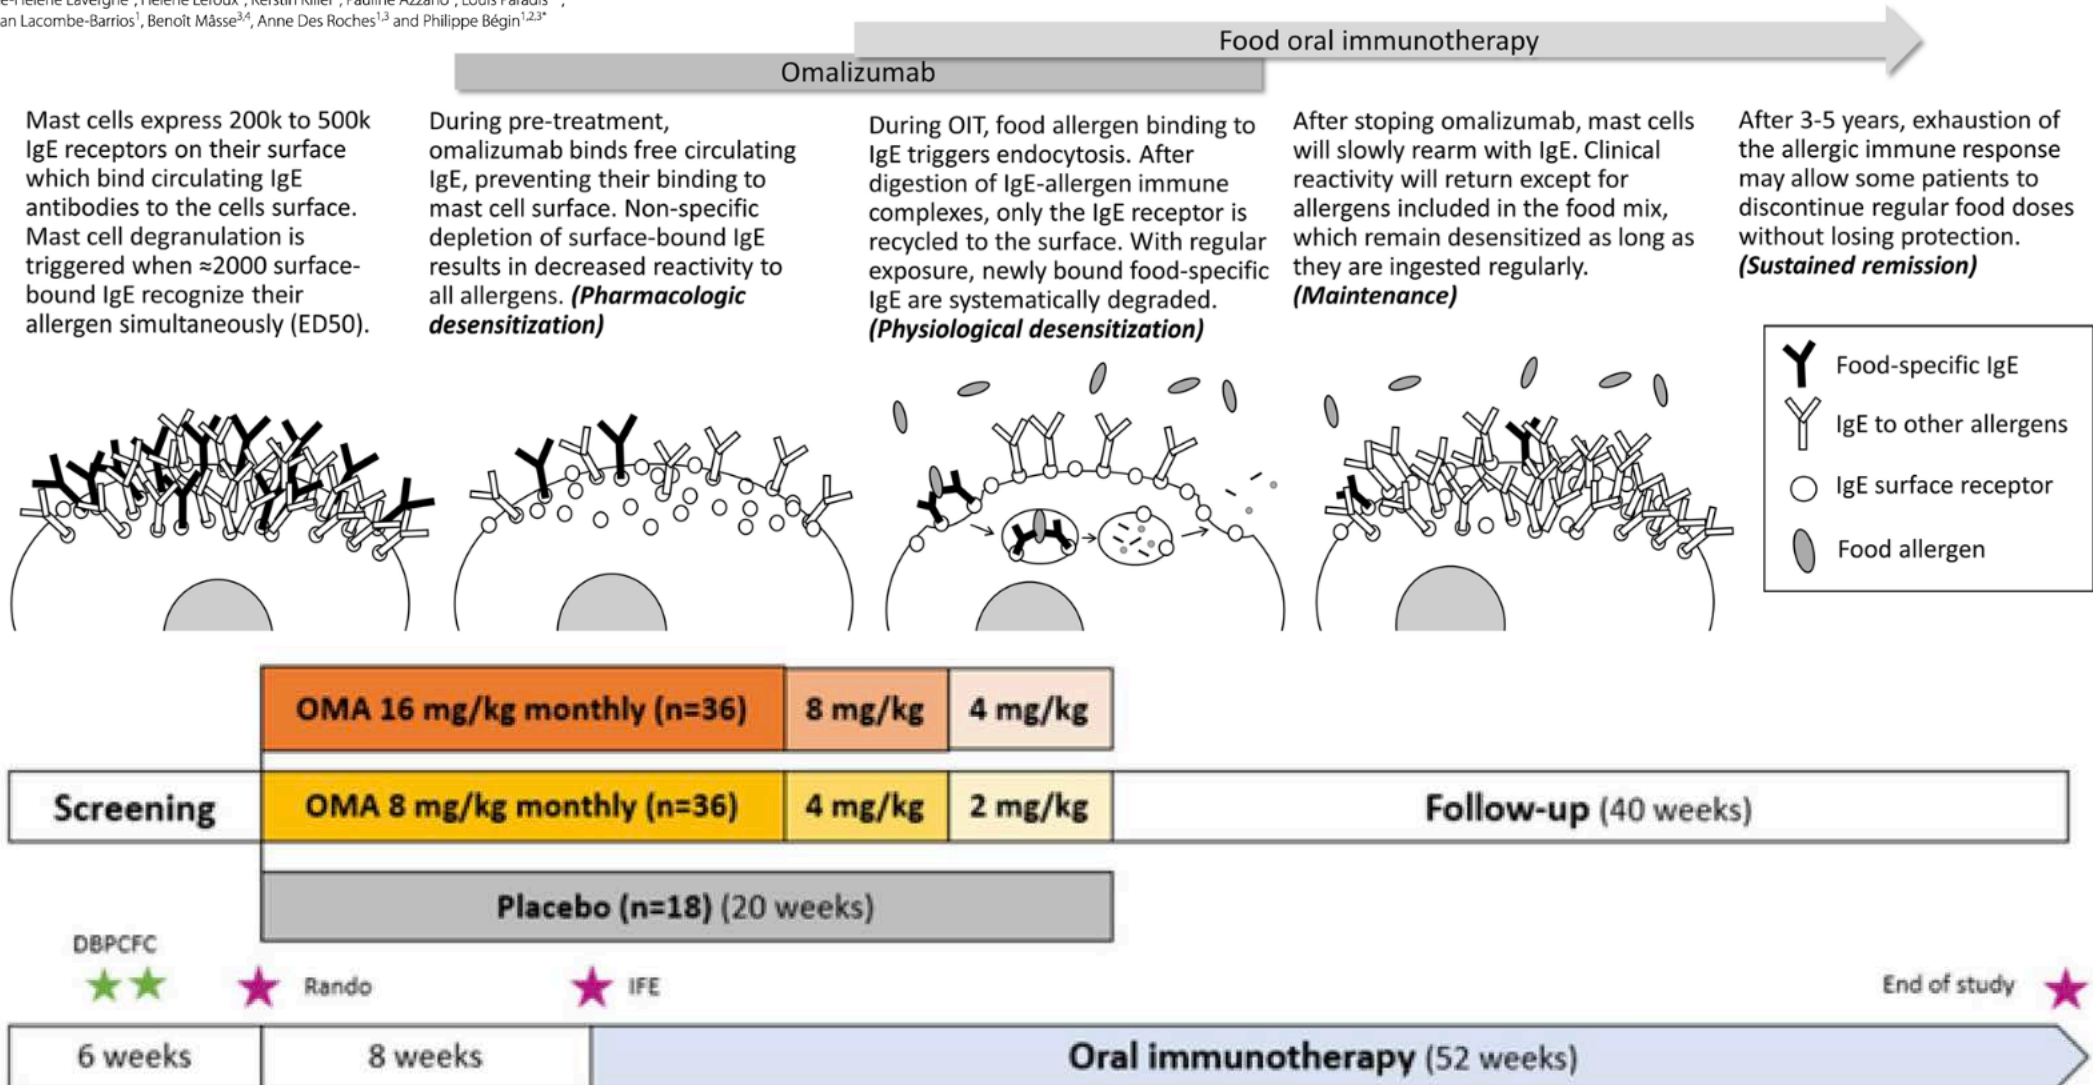 an Lacombe-Barrios1, Benoît Mâsse3,4, Anne Des Roches1,3 and Philippe Bégin1,2,3*
Food oral immunotherapy
Omalizumab
Mast cells express 200k to 500k
IgE receptors on their surface
which bind circulating IgE
antibodies to the cells surface.
Mast cell degranulation is
triggered when ≈2000 surface-
bound IgE recognize their
allergen simultaneously (ED50).
During pre-treatment,
omalizumab binds free circulating
IgE, preventing their binding to
mast cell surface. Non-specific
depletion of surface-bound IgE
results in decreased reactivity to
all allergens. (Pharmacologic
desensitization)
During OIT, food allergen binding to
IgE triggers endocytosis. After
digestion of IgE-allergen immune
complexes, only the IgE receptor is
recycled to the surface. With regular
exposure, newly bound food-specific
IgE are systematically degraded.
(Physiological desensitization)
After stoping omalizumab, mast cells
will slowly rearm with IgE. Clinical
reactivity will return except for
allergens included in the food mix,
which remain desensitized as long as
they are ingested regularly.
(Maintenance)
After 3-5 years, exhaustion of
the allergic immune response
may allow some patients to
discontinue regular food doses
without losing protection.
(Sustained remission)
Food-specific IgE
IgE to other allergens
IgE surface receptor
Food allergen
OMA 16 mg/kg monthly (n=36)
8 mg/kg
4 mg/kg
Screening
OMA 8 mg/kg monthly (n=36)
4 mg/kg
2 mg/kg
Follow-up (40 weeks)
Placebo (n=18) (20 weeks)
DBPCFC
Rando
IFE
End of study
6 weeks
8 weeks
Oral immunotherapy (52 weeks)